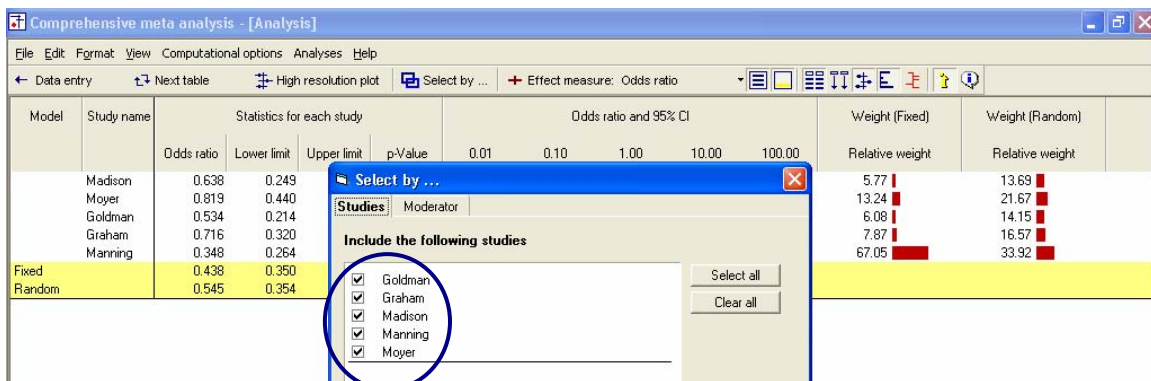 Comprehensive meta analysis - [Analysis]
File Edit Format View Computational options Analyses Help
Data entry Next table High resolution plot Select by ... Effect measure: Odds ratio
Model Study name Statistics for each study Odds ratio and 95% CI Weight (Fixed) Weight (Random)
Odds ratio Lower limit Upper limit p-Value 0.01 0.10 1.00 10.00 100.00 Relative weight Relative weight
Madison 0.638 0.249 5.77 13.69
Moyer 0.819 0.440 13.24 21.67
Goldman 0.534 0.214 6.08 14.15
Graham 0.716 0.320 7.87 16.57
Manning 0.348 0.264 67.05 33.92
Fixed 0.438 0.350
Random 0.545 0.354
Select by ...
Studies Moderator
Include the following studies
Goldman
Graham
Madison
Manning
Moyer
Select all
Clear all